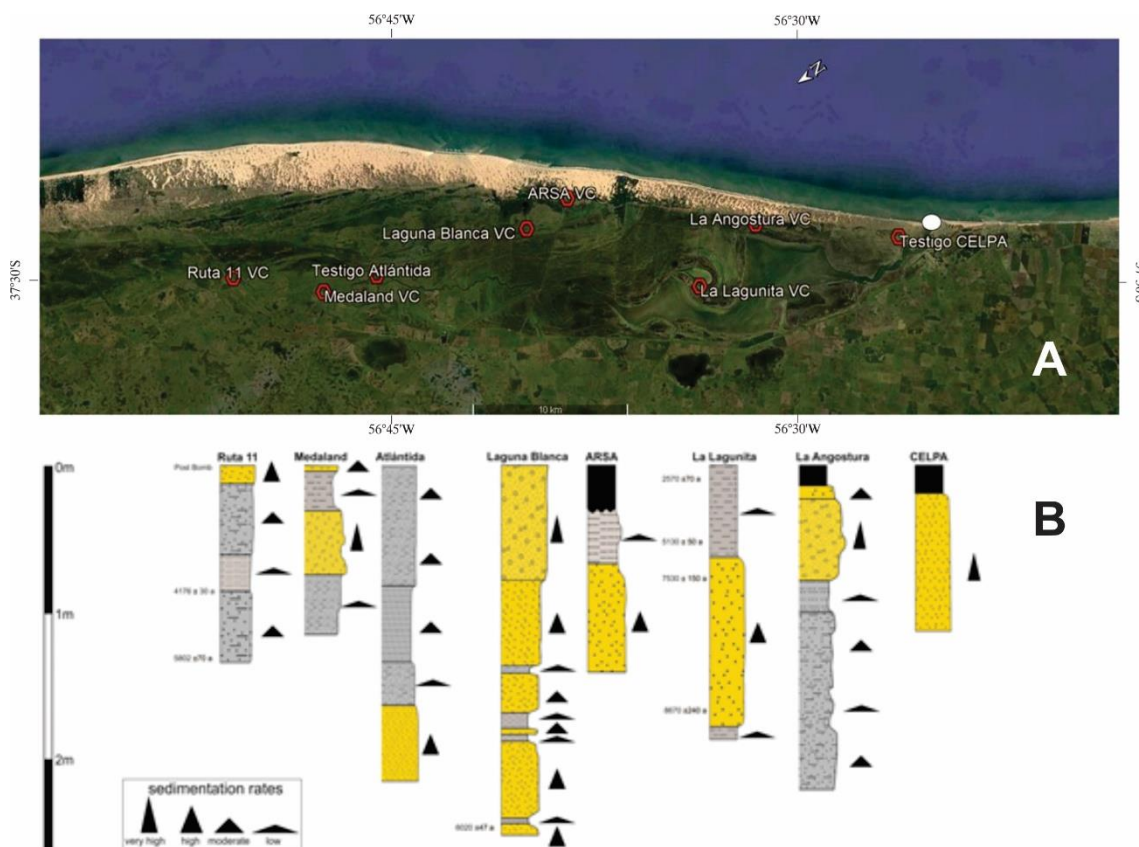 56°45'W
56°30'W
N
ARSA VC
Laguna Blanca VC
La Angostura VC
Testigo CELPA
37°30'S
Ruta 11 VC
Testigo Atlántida
Medaland VC
La Lagunita VC
A
10 km
56°45'W
56°30'W
0m
Ruta 11
Medaland
Atlántida
Laguna Blanca
ARSA
La Lagunita
La Angostura
CELPA
Post Bomb
2570 ±70 a
B
5130 ± 50 a
7530 ± 150 a
4176 ± 30 a
1m
5902 ±70 a
8670 ±240 a
2m
sedimentation rates
very high
high
moderate
low
6020 ±47 a